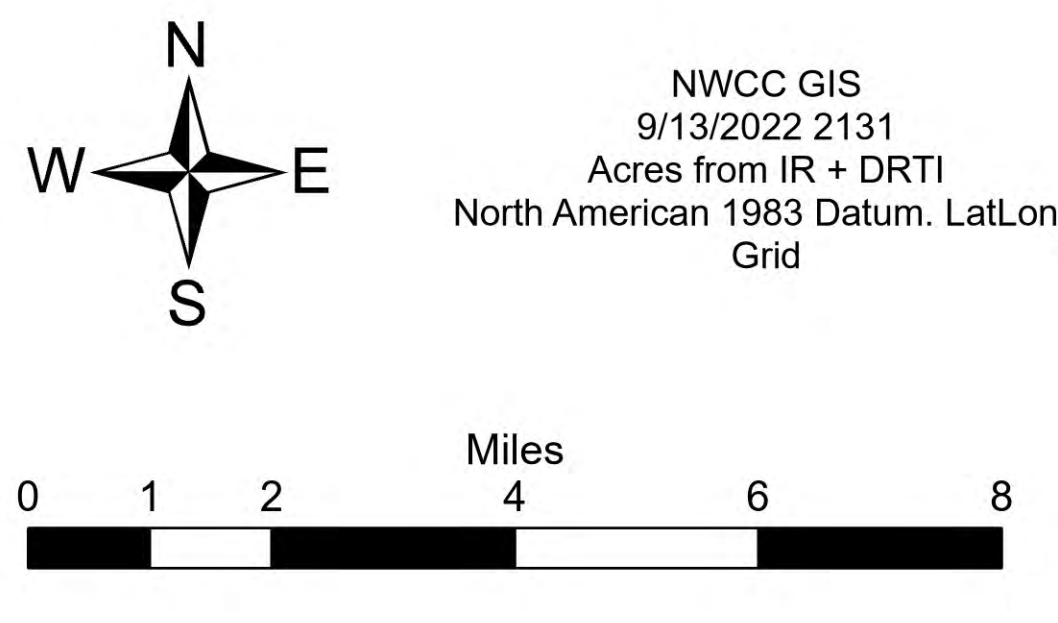 N
W E
S
NWCC GIS
9/13/2022 2131
Acres from IR + DRTI
North American 1983 Datum. LatLon
Grid
Miles
0 1 2 4 6 8